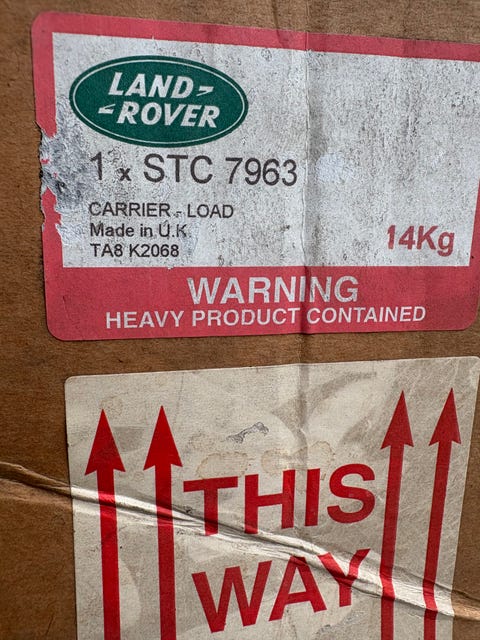 LAND-
-ROVER
1 x STC 7963
CARRIER - LOAD
Made in U.K.
TA8 K2068
14Kg
WARNING
HEAVY PRODUCT CONTAINED
THIS
WAY